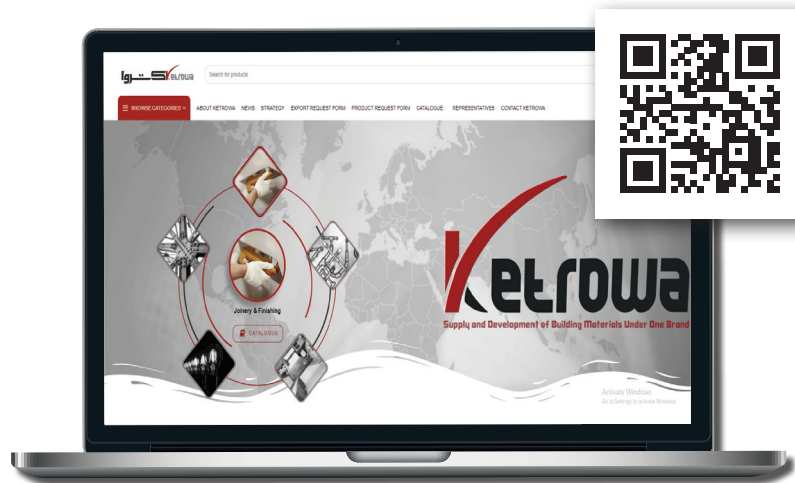 کتروا Ketrowa
Search for products
BROWSE CATEGORIES
ABOUT KETROWA NEWS STRATEGY EXPORT REQUEST FORM PRODUCT REQUEST FORM CATALOGUE REPRESENTATIVES CONTACT KETROWA
Ketrowa
Supply and Development of Building Materials Under One Brand
Joinery & Finishing
CATALOGUE
Activate Windows
Go to Settings to activate Windows.